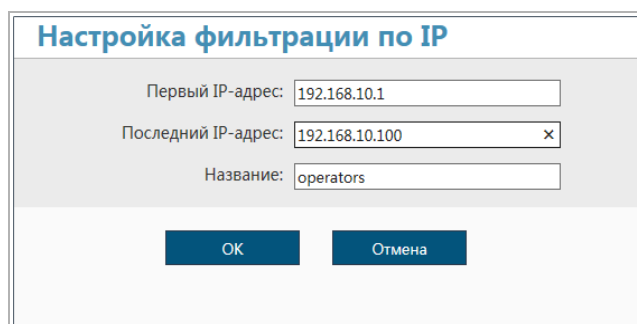 Настройка фильтрации по IP
Первый IP-адрес: 192.168.10.1
Последний IP-адрес: 192.168.10.100
Название: operators
OK Отмена